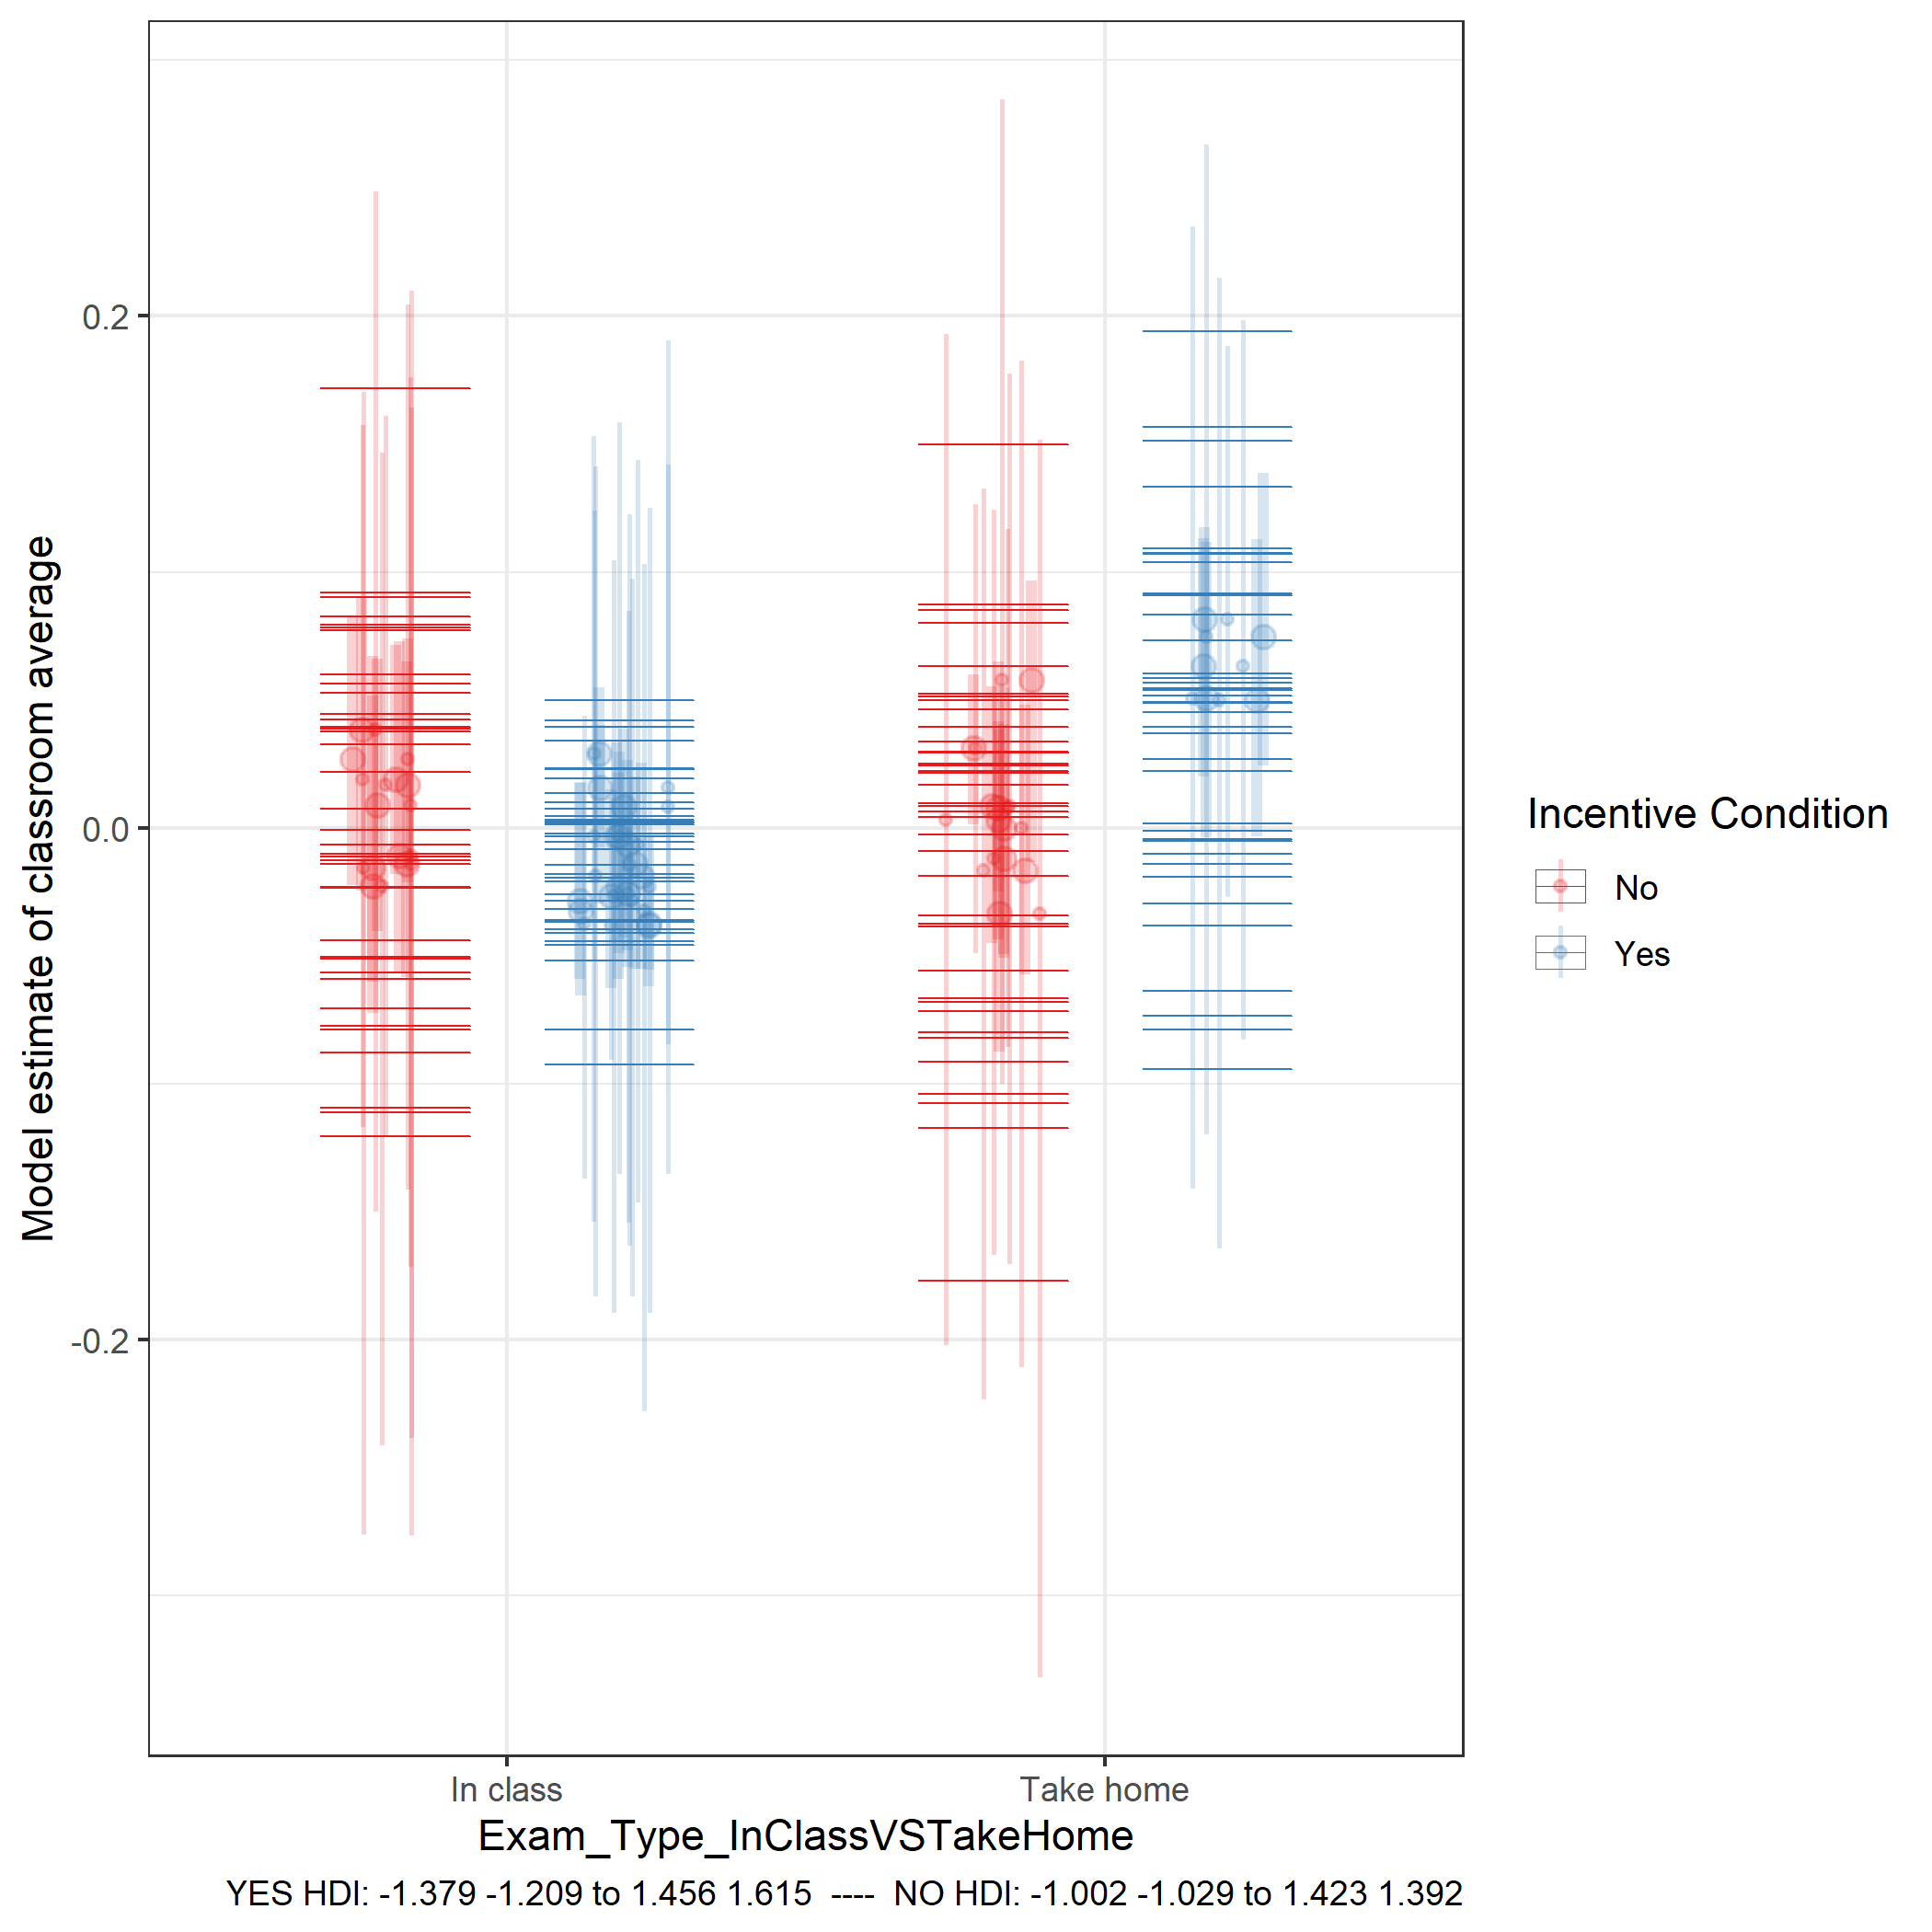 Model estimate of classroom average
0.2
0.0
-0.2
In class
Take home
Exam_Type_InClassVSTakeHome
YES HDI: -1.379 -1.209 to 1.456 1.615 ---- NO HDI: -1.002 -1.029 to 1.423 1.392
Incentive Condition
No
Yes